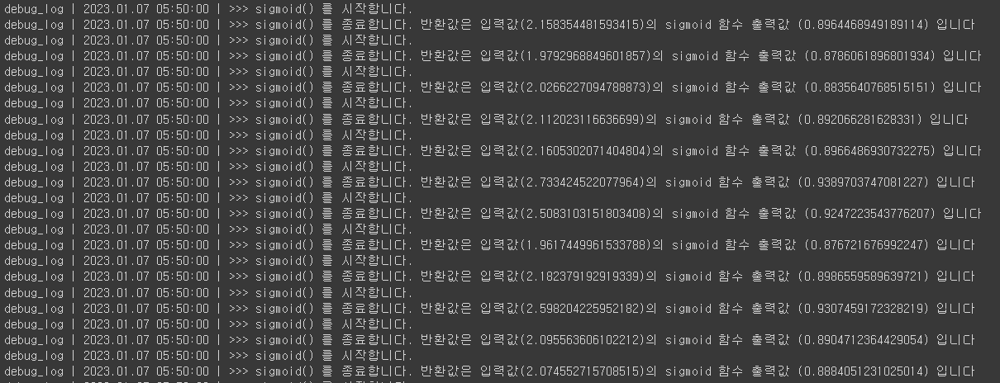 debug_log | 2023.01.07 05:50:00 | >>> sigmoid() 를 시작합니다.
debug_log | 2023.01.07 05:50:00 | >>> sigmoid() 를 종료합니다. 반환값은 입력값(2.158354481593415)의 sigmoid 함수 출력값 (0.8964468949189114) 입니다
debug_log | 2023.01.07 05:50:00 | >>> sigmoid() 를 시작합니다.
debug_log | 2023.01.07 05:50:00 | >>> sigmoid() 를 종료합니다. 반환값은 입력값(1.9792968849601857)의 sigmoid 함수 출력값 (0.8786061896801934) 입니다
debug_log | 2023.01.07 05:50:00 | >>> sigmoid() 를 시작합니다.
debug_log | 2023.01.07 05:50:00 | >>> sigmoid() 를 종료합니다. 반환값은 입력값(2.0266227094788873)의 sigmoid 함수 출력값 (0.8835640768515151) 입니다
debug_log | 2023.01.07 05:50:00 | >>> sigmoid() 를 시작합니다.
debug_log | 2023.01.07 05:50:00 | >>> sigmoid() 를 종료합니다. 반환값은 입력값(2.112023116636699)의 sigmoid 함수 출력값 (0.892066281628331) 입니다
debug_log | 2023.01.07 05:50:00 | >>> sigmoid() 를 시작합니다.
debug_log | 2023.01.07 05:50:00 | >>> sigmoid() 를 종료합니다. 반환값은 입력값(2.1605302071404804)의 sigmoid 함수 출력값 (0.8966486930732275) 입니다
debug_log | 2023.01.07 05:50:00 | >>> sigmoid() 를 시작합니다.
debug_log | 2023.01.07 05:50:00 | >>> sigmoid() 를 종료합니다. 반환값은 입력값(2.733424522077964)의 sigmoid 함수 출력값 (0.9389703747081227) 입니다
debug_log | 2023.01.07 05:50:00 | >>> sigmoid() 를 시작합니다.
debug_log | 2023.01.07 05:50:00 | >>> sigmoid() 를 종료합니다. 반환값은 입력값(2.5083103151803408)의 sigmoid 함수 출력값 (0.9247223543776207) 입니다
debug_log | 2023.01.07 05:50:00 | >>> sigmoid() 를 시작합니다.
debug_log | 2023.01.07 05:50:00 | >>> sigmoid() 를 종료합니다. 반환값은 입력값(1.9617449961533788)의 sigmoid 함수 출력값 (0.876721676992247) 입니다
debug_log | 2023.01.07 05:50:00 | >>> sigmoid() 를 시작합니다.
debug_log | 2023.01.07 05:50:00 | >>> sigmoid() 를 종료합니다. 반환값은 입력값(2.182379192919339)의 sigmoid 함수 출력값 (0.8986559589639721) 입니다
debug_log | 2023.01.07 05:50:00 | >>> sigmoid() 를 시작합니다.
debug_log | 2023.01.07 05:50:00 | >>> sigmoid() 를 종료합니다. 반환값은 입력값(2.598204225952182)의 sigmoid 함수 출력값 (0.9307459172328219) 입니다
debug_log | 2023.01.07 05:50:00 | >>> sigmoid() 를 시작합니다.
debug_log | 2023.01.07 05:50:00 | >>> sigmoid() 를 종료합니다. 반환값은 입력값(2.095563606102212)의 sigmoid 함수 출력값 (0.8904712364429054) 입니다
debug_log | 2023.01.07 05:50:00 | >>> sigmoid() 를 시작합니다.
debug_log | 2023.01.07 05:50:00 | >>> sigmoid() 를 종료합니다. 반환값은 입력값(2.074552715708515)의 sigmoid 함수 출력값 (0.8884051231025014) 입니다